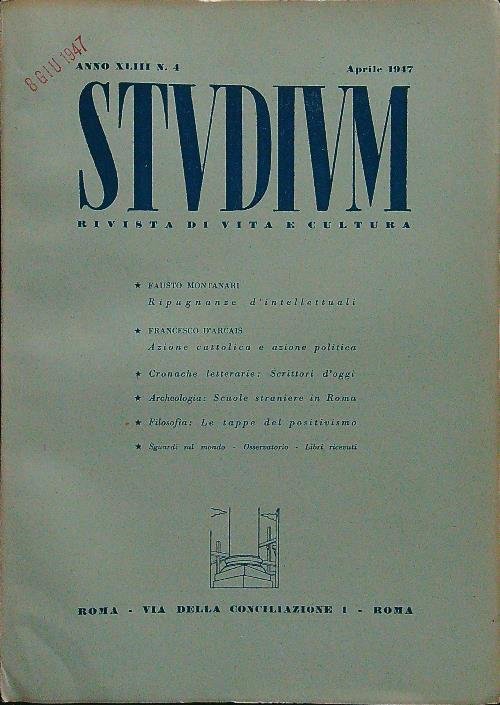 8 GIU 1947
ANNO XLIII N. 4 Aprile 1947
STVDIVM
RIVISTA DI VITA E CULTURA
★ FAUSTO MONTANARI
Ripugnanze d'intellettuali
★ FRANCESCO D'ARCAIS
Azione cattolica e azione politica
★ Cronache letterarie: Scrittori d'oggi
★ Archeologia: Scuole straniere in Roma
★ Filosofia: Le tappe del positivismo
★ Sguardi sul mondo - Osservatorio - Libri ricevuti
ROMA - VIA DELLA CONCILIAZIONE 1 - ROMA